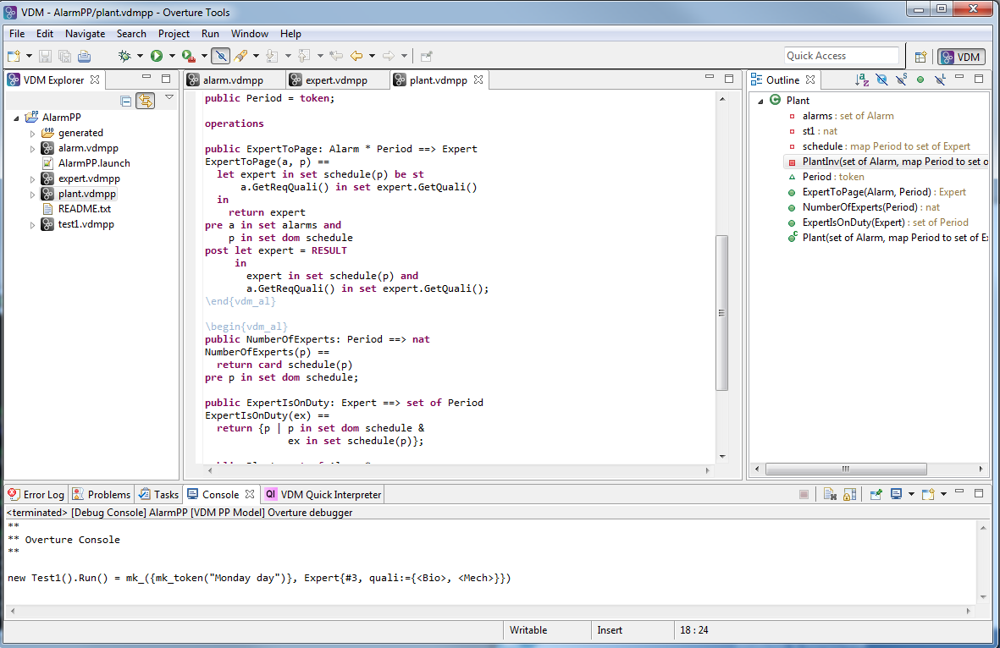 VDM - AlarmPP/plant.vdmpp - Overture Tools
File Edit Navigate Search Project Run Window Help
Quick Access
VDM
VDM Explorer
AlarmPP
generated
alarm.vdmpp
AlarmPP.launch
expert.vdmpp
plant.vdmpp
README.txt
test1.vdmpp
alarm.vdmpp expert.vdmpp plant.vdmpp
public Period = token;
operations
public ExpertToPage: Alarm * Period ==> Expert
ExpertToPage(a, p) ==
let expert in set schedule(p) be st
a.GetReqQuali() in set expert.GetQuali()
in
return expert
pre a in set alarms and
p in set dom schedule
post let expert = RESULT
in
expert in set schedule(p) and
a.GetReqQuali() in set expert.GetQuali();
\end{vdm_al}
\begin{vdm_al}
public NumberOfExperts: Period ==> nat
NumberOfExperts(p) ==
return card schedule(p)
pre p in set dom schedule;
public ExpertIsOnDuty: Expert ==> set of Period
ExpertIsOnDuty(ex) ==
return {p | p in set dom schedule &
ex in set schedule(p)};
Outline
Plant
alarms : set of Alarm
st1 : nat
schedule : map Period to set of Expert
PlantInv(set of Alarm, map Period to set o
Period : token
ExpertToPage(Alarm, Period) : Expert
NumberOfExperts(Period) : nat
ExpertIsOnDuty(Expert) : set of Period
Plant(set of Alarm, map Period to set of Ex
Error Log Problems Tasks Console VDM Quick Interpreter
<terminated> [Debug Console] AlarmPP [VDM PP Model] Overture debugger
**
** Overture Console
**
new Test1().Run() = mk_({mk_token("Monday day")}, Expert{#3, quali:={<Bio>, <Mech>}})
Writable Insert 18 : 24